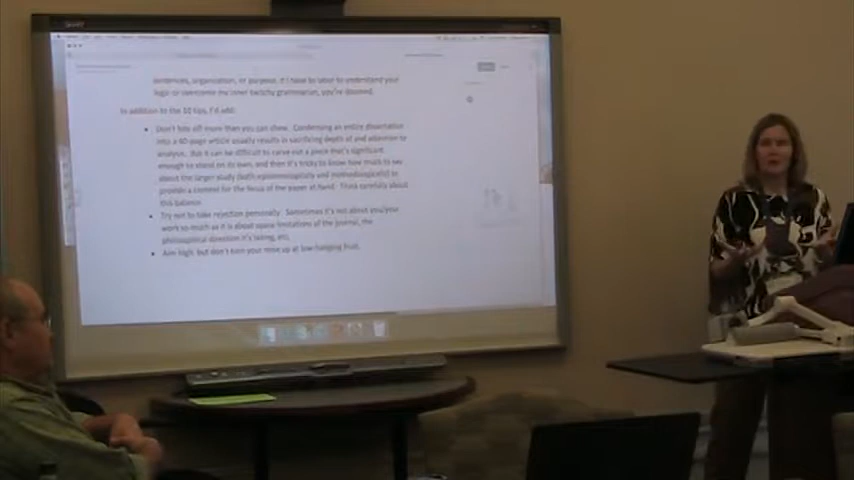 sentences, organization, or purpose. If I have to labor to understand your
logic or overcome my inner twitchy grammarian, you're doomed.
In addition to the 10 tips, I'd add:
• Don't bite off more than you can chew. Condensing an entire dissertation
into a 40-page article usually results in sacrificing depth of and attention to
analysis. But it can be difficult to carve out a piece that's significant
enough to stand on its own, and then it's tricky to know how much to say
about the larger study (both epistemologically and methodologically) to
provide a context for the focus of the paper at hand. Think carefully about
this balance.
• Try not to take rejection personally. Sometimes it's not about you/your
work so much as it is about space limitations of the journal, the
philosophical direction it's taking, etc.
• Aim high, but don't turn your nose up at low-hanging fruit.